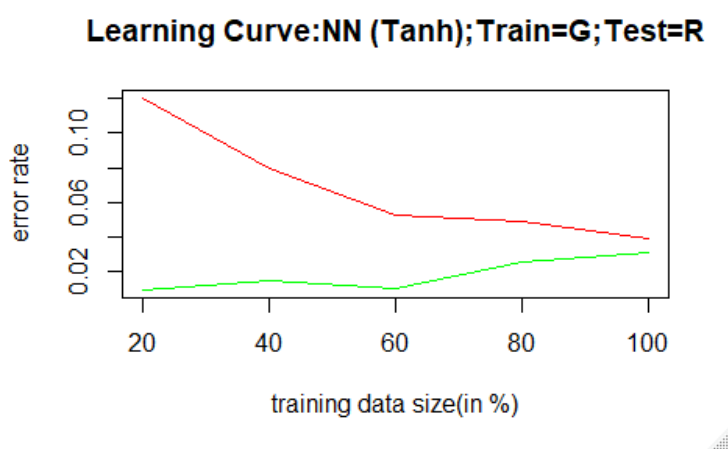 Learning Curve:NN (Tanh);Train=G;Test=R
error rate
0.10
0.06
0.02
20 40 60 80 100
training data size(in %)